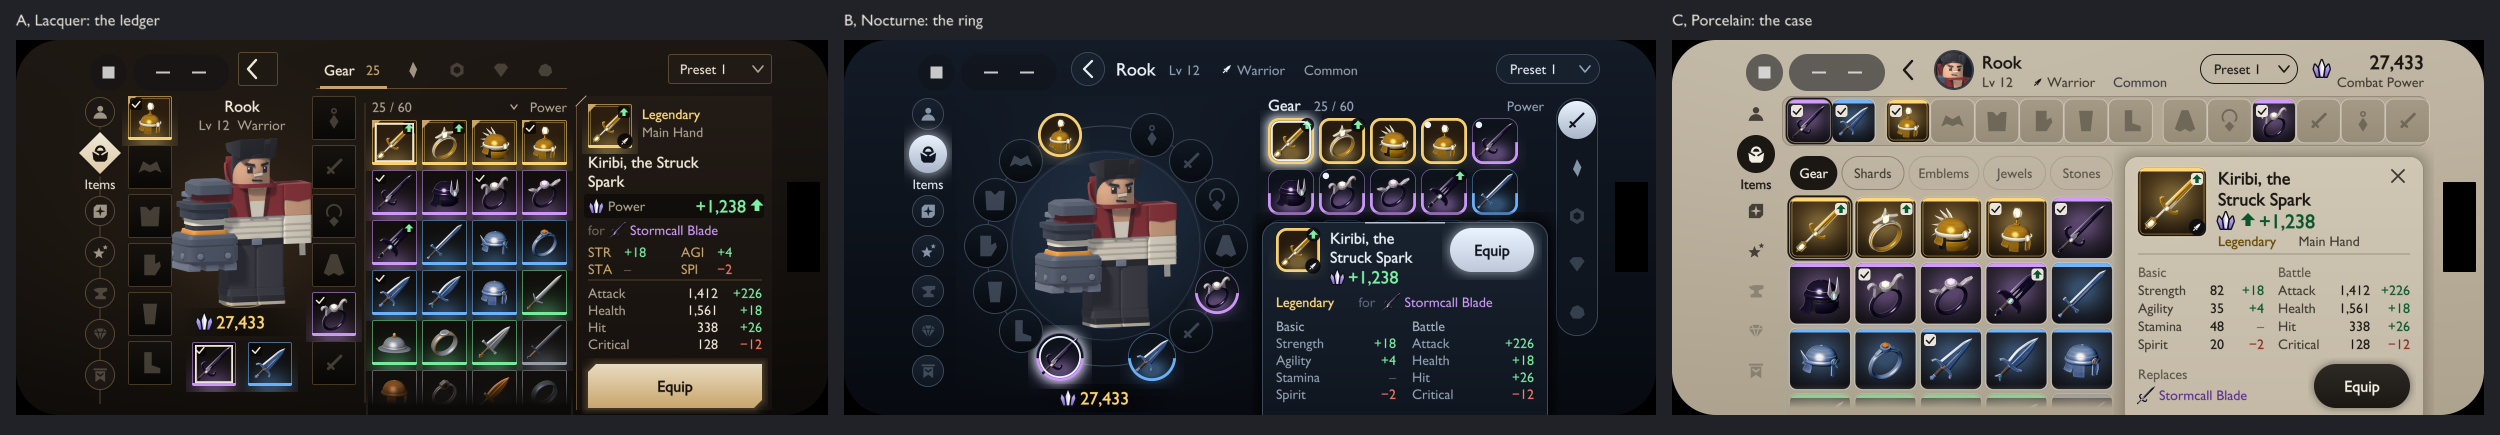 A, Lacquer: the ledger
Gear 25
Preset 1
Rook
Lv 12 Warrior
25 / 60
Power
Items
27,433
Legendary
Main Hand
Kiribi, the Struck
Spark
Power +1,238
for Stormcall Blade
STR +18 AGI +4
STA – SPI −2
Attack 1,412 +226
Health 1,561 +18
Hit 338 +26
Critical 128 −12
Equip
B, Nocturne: the ring
Rook Lv 12 Warrior Common
Preset 1
Items
27,433
Gear 25 / 60
Power
Kiribi, the
Struck Spark
+1,238
Equip
Legendary for Stormcall Blade
Basic Battle
Strength +18 Attack +226
Agility +4 Health +18
Stamina – Hit +26
Spirit −2 Critical −12
C, Porcelain: the case
Rook
Lv 12 Warrior Common
Preset 1
27,433
Combat Power
Items
Gear Shards Emblems Jewels Stones
Kiribi, the
Struck Spark
+1,238
Legendary Main Hand
Basic Battle
Strength 82 +18 Attack 1,412 +226
Agility 35 +4 Health 1,561 +18
Stamina 48 – Hit 338 +26
Spirit 20 −2 Critical 128 −12
Replaces
Stormcall Blade
Equip